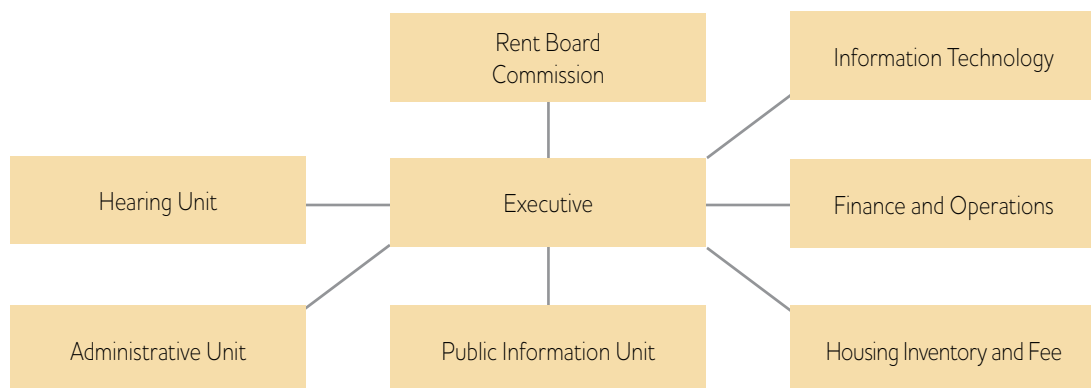 Rent Board
Commission
Information Technology
Hearing Unit
Executive
Finance and Operations
Administrative Unit
Public Information Unit
Housing Inventory and Fee